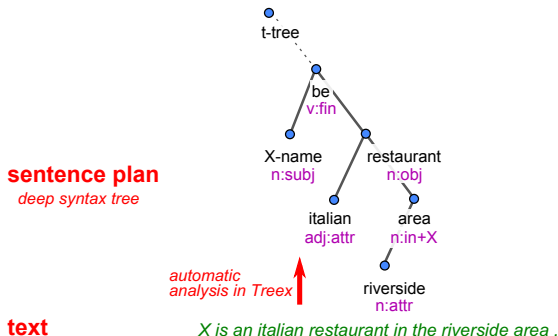 t-tree
be
v:fin
X-name
n:subj
restaurant
n:obj
sentence plan
deep syntax tree
italian
adj:attr
area
n:in+X
automatic
analysis in Treex
riverside
n:attr
text
X is an italian restaurant in the riverside area .